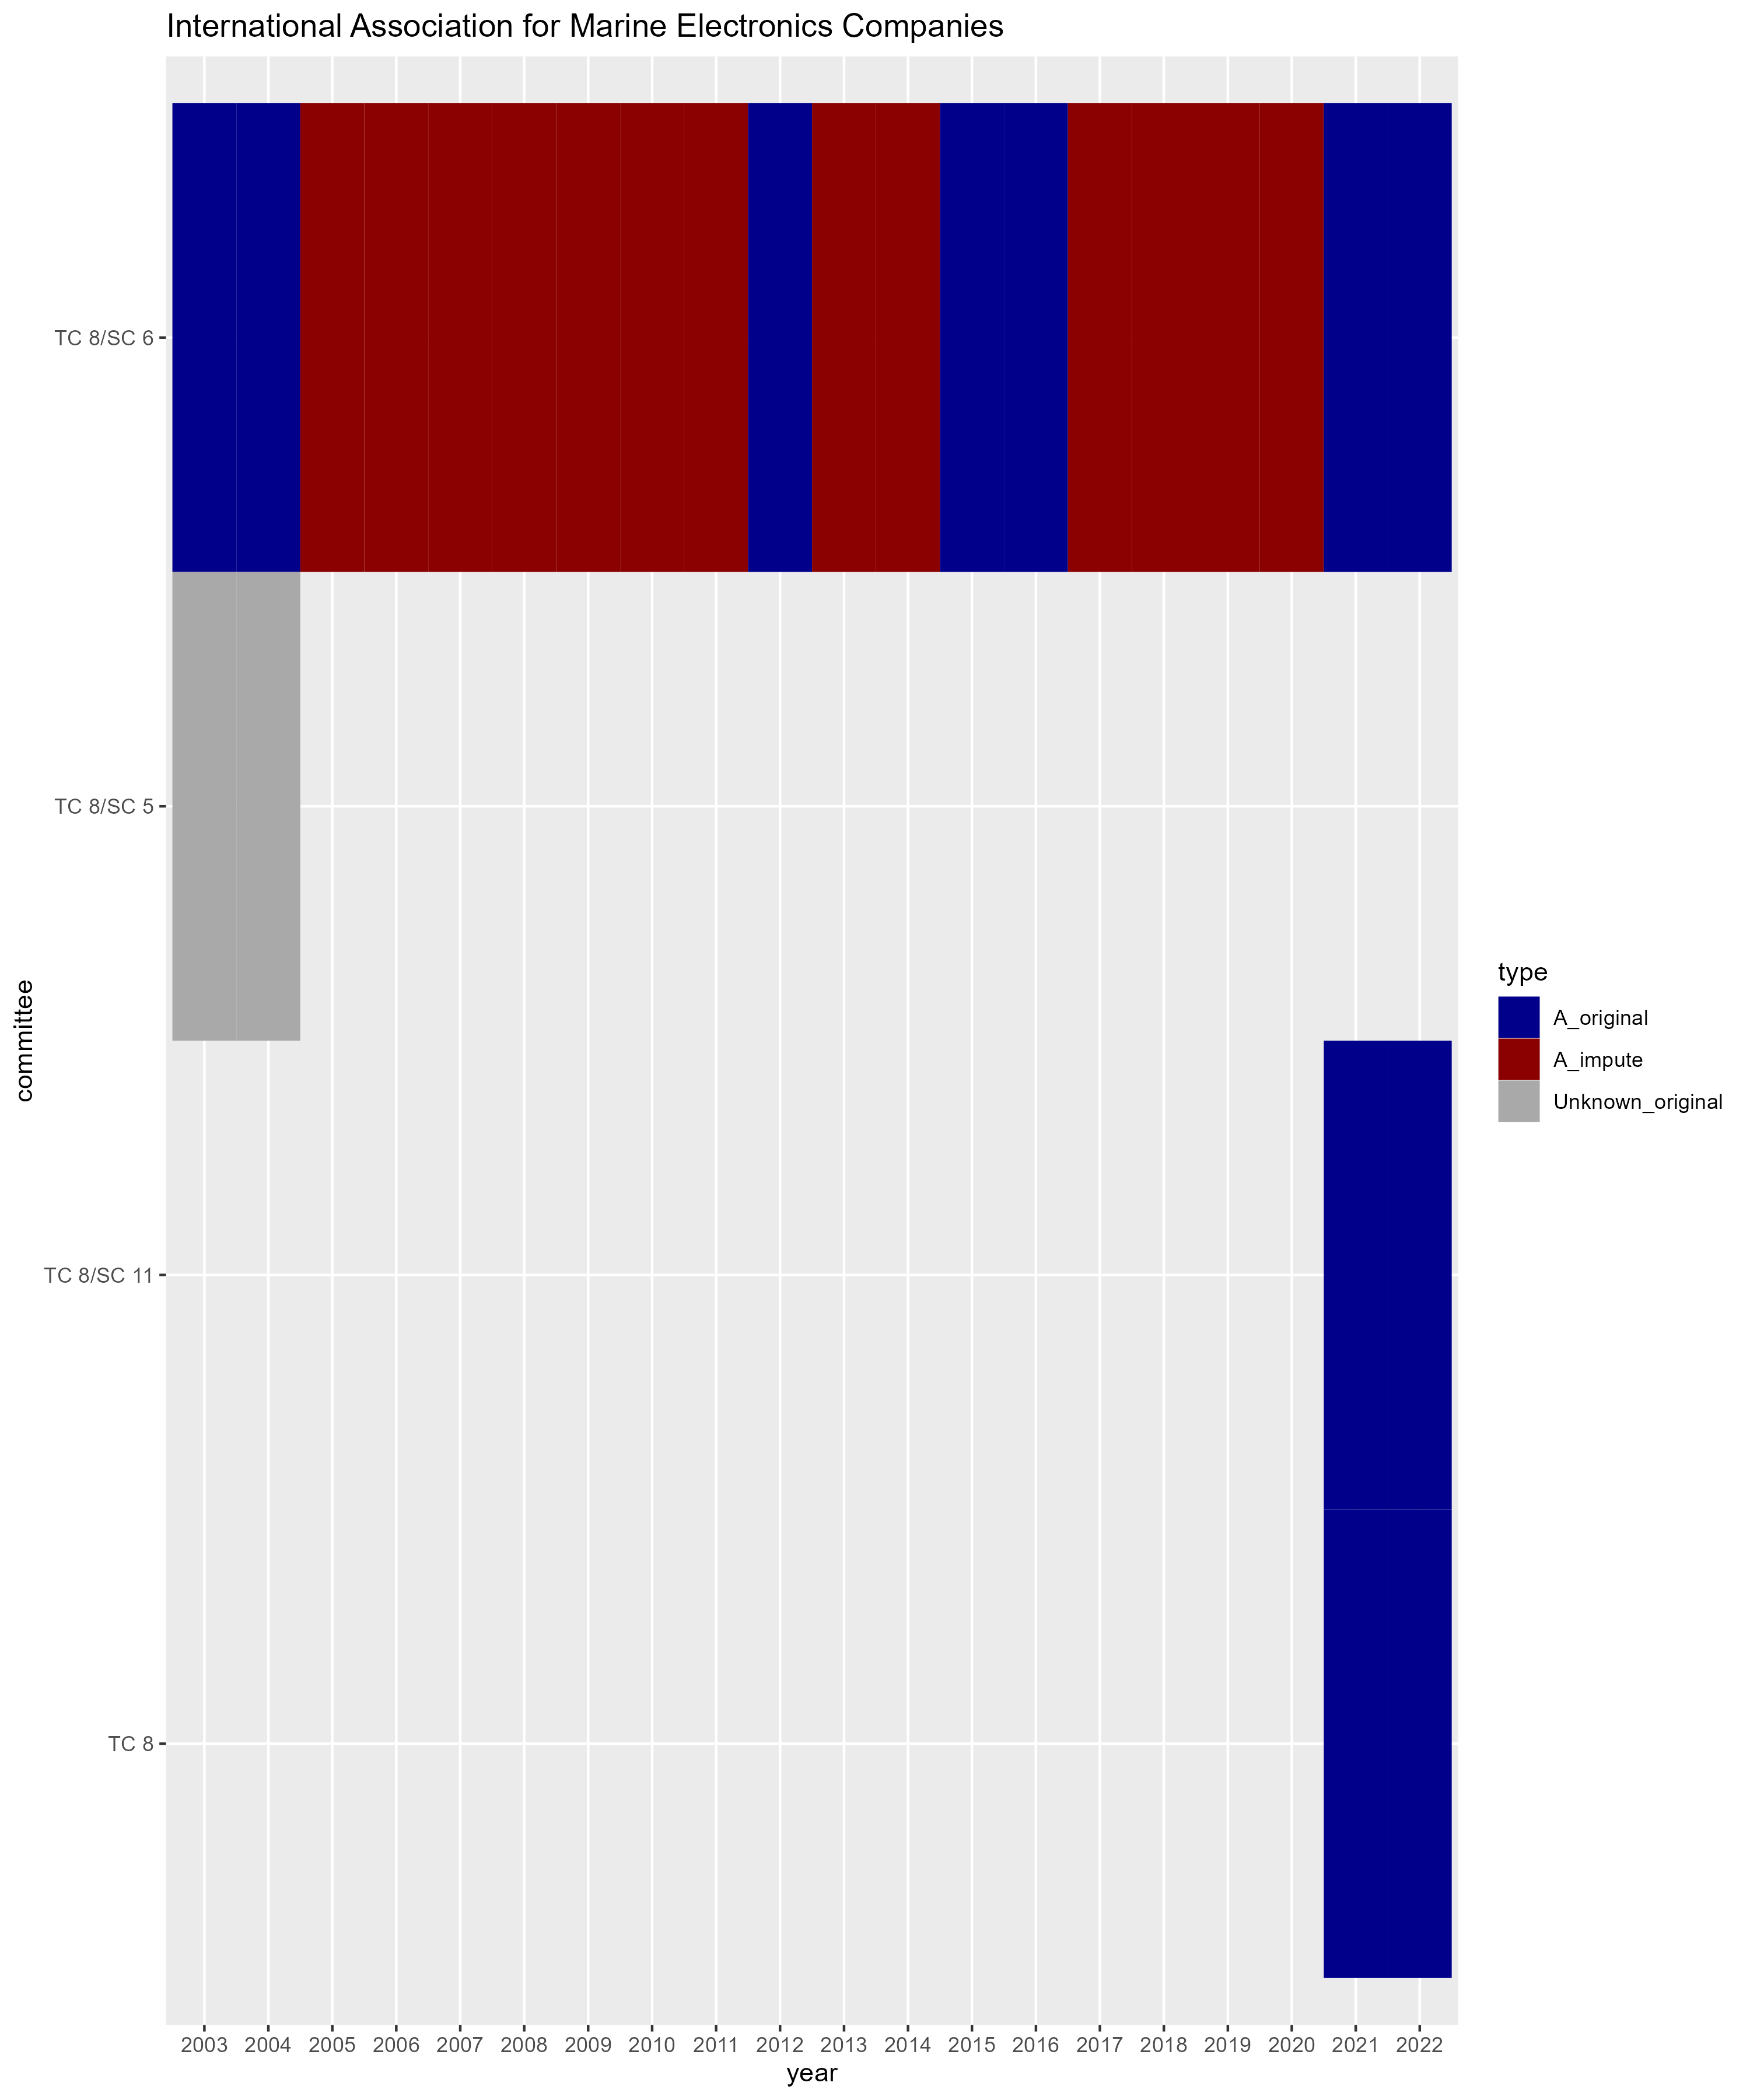 International Association for Marine Electronics Companies
TC 8/SC 6
TC 8/SC 5
TC 8/SC 11
TC 8
committee
type
A_original
A_impute
Unknown_original
2003 2004 2005 2006 2007 2008 2009 2010 2011 2012 2013 2014 2015 2016 2017 2018 2019 2020 2021 2022
year